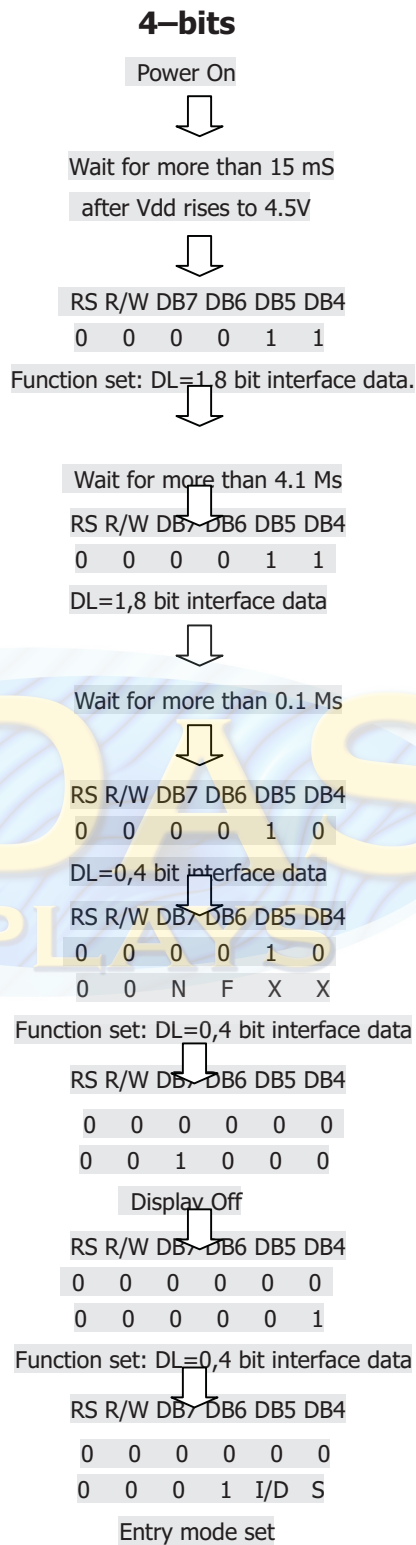 4–bits
Power On
Wait for more than 15 mS
after Vdd rises to 4.5V
RS R/W DB7 DB6 DB5 DB4
0 0 0 0 1 1
Function set: DL=1,8 bit interface data.
Wait for more than 4.1 Ms
RS R/W DB7 DB6 DB5 DB4
0 0 0 0 1 1
DL=1,8 bit interface data
Wait for more than 0.1 Ms
RS R/W DB7 DB6 DB5 DB4
0 0 0 0 1 0
DL=0,4 bit interface data
RS R/W DB7 DB6 DB5 DB4
0 0 0 0 1 0
0 0 N F X X
Function set: DL=0,4 bit interface data
RS R/W DB7 DB6 DB5 DB4
0 0 0 0 0 0
0 0 1 0 0 0
Display Off
RS R/W DB7 DB6 DB5 DB4
0 0 0 0 0 0
0 0 0 0 0 1
Function set: DL=0,4 bit interface data
RS R/W DB7 DB6 DB5 DB4
0 0 0 0 0 0
0 0 0 1 I/D S
Entry mode set